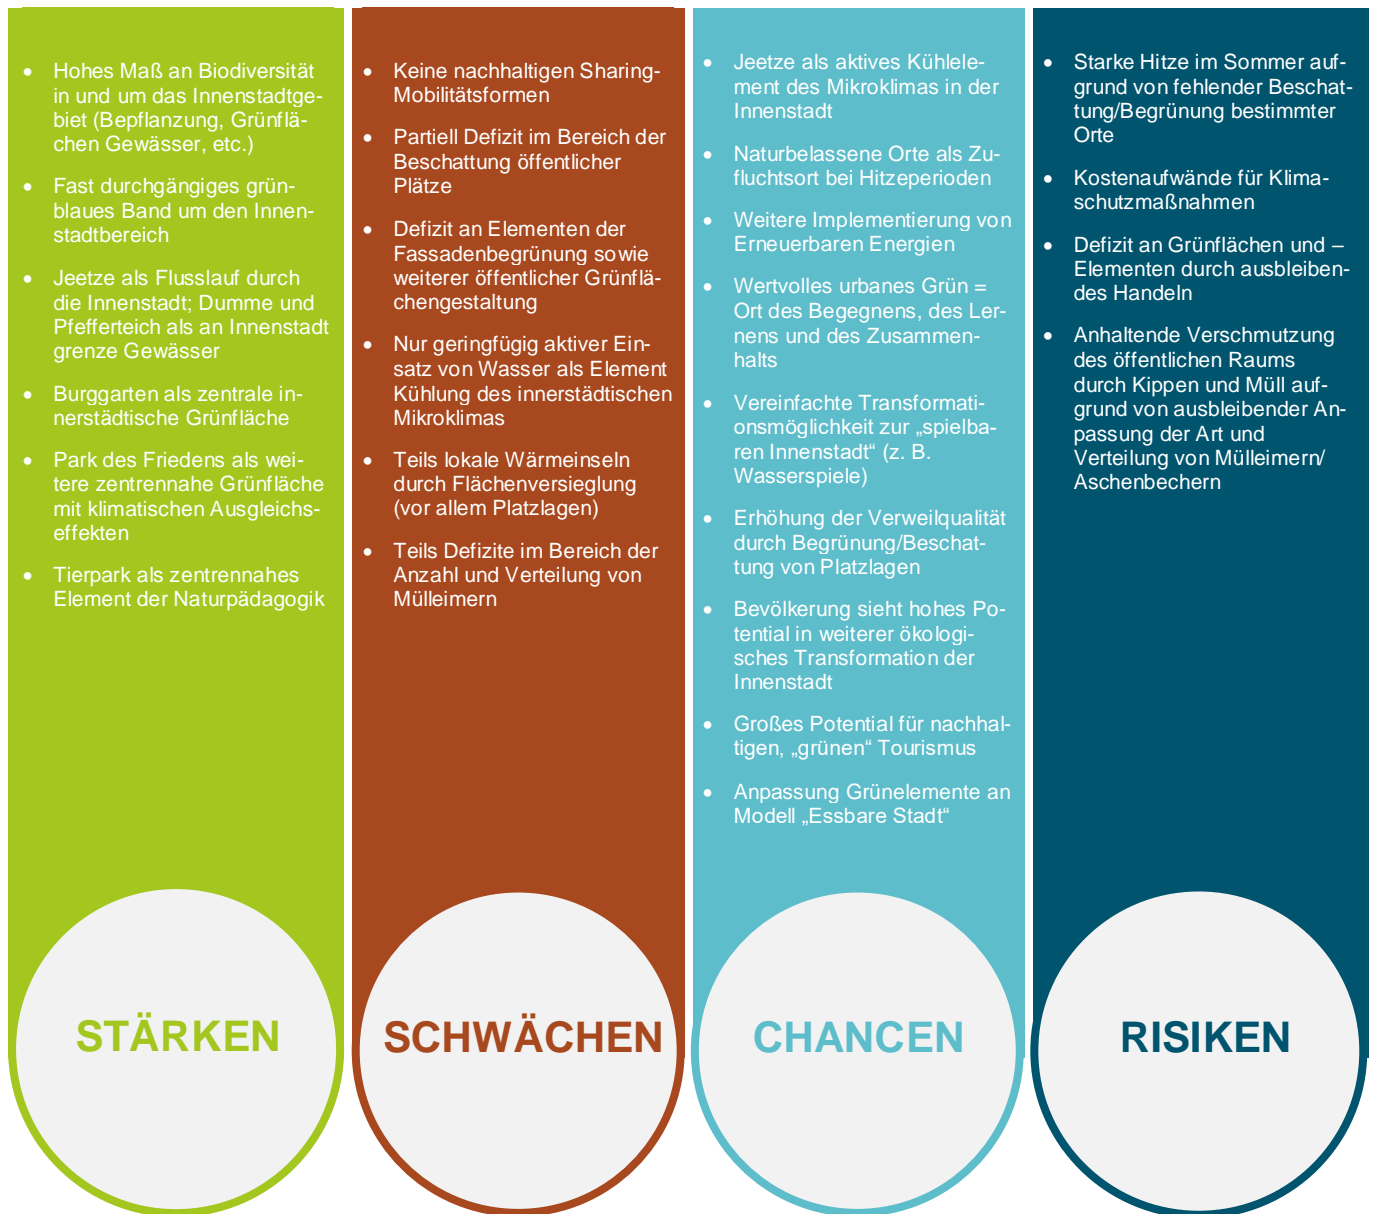 • Hohes Maß an Biodiversität
in und um das Innenstadtge-
biet (Bepflanzung, Grünflä-
chen Gewässer, etc.)
• Fast durchgängiges grün-
blaues Band um den Innen-
stadtbereich
• Jeetze als Flusslauf durch
die Innenstadt; Dumme und
Pfefferteich als an Innenstadt
grenze Gewässer
• Burggarten als zentrale in-
nerstädtische Grünfläche
• Park des Friedens als wei-
tere zentrennahe Grünfläche
mit klimatischen Ausgleichs-
effekten
• Tierpark als zentrennahes
Element der Naturpädagogik
STÄRKEN
• Keine nachhaltigen Sharing-
Mobilitätsformen
• Partiell Defizit im Bereich der
Beschattung öffentlicher
Plätze
• Defizit an Elementen der
Fassadenbegrünung sowie
weiterer öffentlicher Grünflä-
chengestaltung
• Nur geringfügig aktiver Ein-
satz von Wasser als Element
Kühlung des innerstädtischen
Mikroklimas
• Teils lokale Wärmeinseln
durch Flächenversieglung
(vor allem Platzlagen)
• Teils Defizite im Bereich der
Anzahl und Verteilung von
Mülleimern
SCHWÄCHEN
• Jeetze als aktives Kühlele-
ment des Mikroklimas in der
Innenstadt
• Naturbelassene Orte als Zu-
fluchtsort bei Hitzeperioden
• Weitere Implementierung von
Erneuerbaren Energien
• Wertvolles urbanes Grün =
Ort des Begegnens, des Ler-
nens und des Zusammen-
halts
• Vereinfachte Transformati-
onsmöglichkeit zur „spielba-
ren Innenstadt“ (z. B.
Wasserspiele)
• Erhöhung der Verweilqualität
durch Begrünung/Beschat-
tung von Platzlagen
• Bevölkerung sieht hohes Po-
tential in weiterer ökologi-
sches Transformation der
Innenstadt
• Großes Potential für nachhal-
tigen, „grünen“ Tourismus
• Anpassung Grünelemente an
Modell „Essbare Stadt“
CHANCEN
• Starke Hitze im Sommer auf-
grund von fehlender Beschat-
tung/Begrünung bestimmter
Orte
• Kostenaufwände für Klima-
schutzmaßnahmen
• Defizit an Grünflächen und –
Elementen durch ausbleiben-
des Handeln
• Anhaltende Verschmutzung
des öffentlichen Raums
durch Kippen und Müll auf-
grund von ausbleibender An-
passung der Art und
Verteilung von Mülleimern/
Aschenbechern
RISIKEN